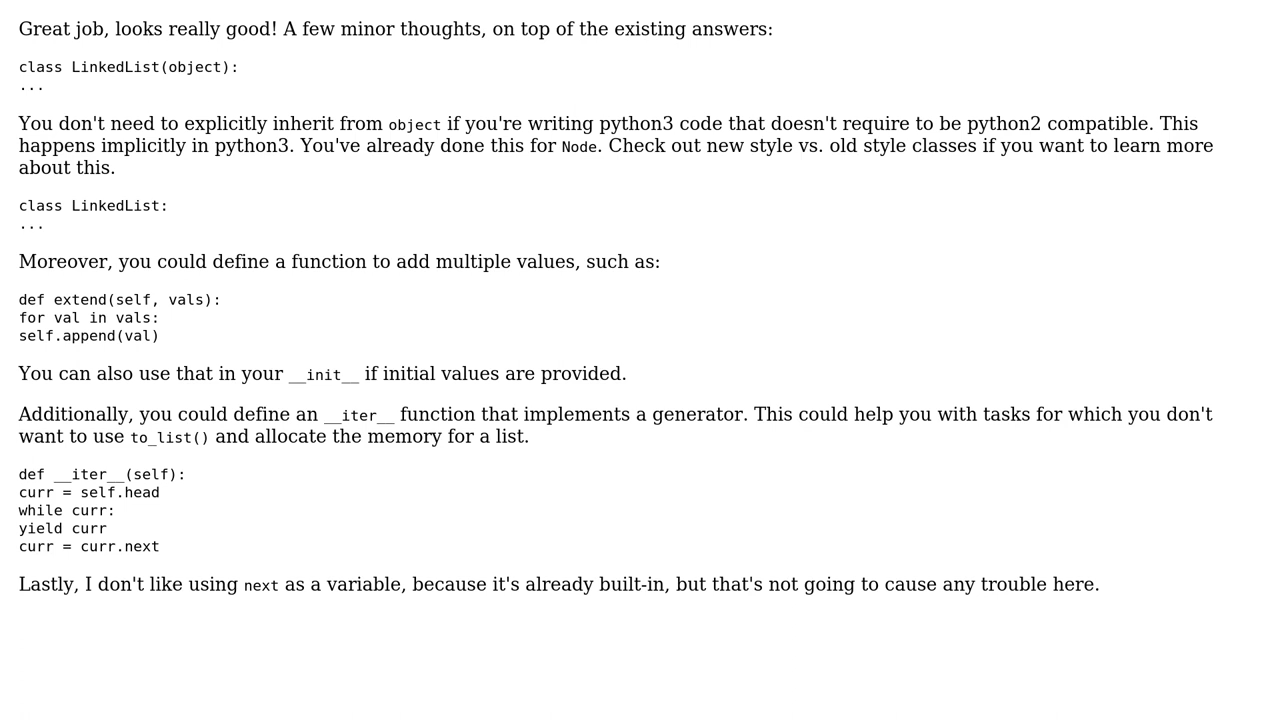 Great job, looks really good! A few minor thoughts, on top of the existing answers:
class LinkedList(object):
...
You don't need to explicitly inherit from object if you're writing python3 code that doesn't require to be python2 compatible. This
happens implicitly in python3. You've already done this for Node. Check out new style vs. old style classes if you want to learn more
about this.
class LinkedList:
...
Moreover, you could define a function to add multiple values, such as:
def extend(self, vals):
for val in vals:
self.append(val)
You can also use that in your __init__ if initial values are provided.
Additionally, you could define an __iter__ function that implements a generator. This could help you with tasks for which you don't
want to use to_list() and allocate the memory for a list.
def __iter__(self):
curr = self.head
while curr:
yield curr
curr = curr.next
Lastly, I don't like using next as a variable, because it's already built-in, but that's not going to cause any trouble here.